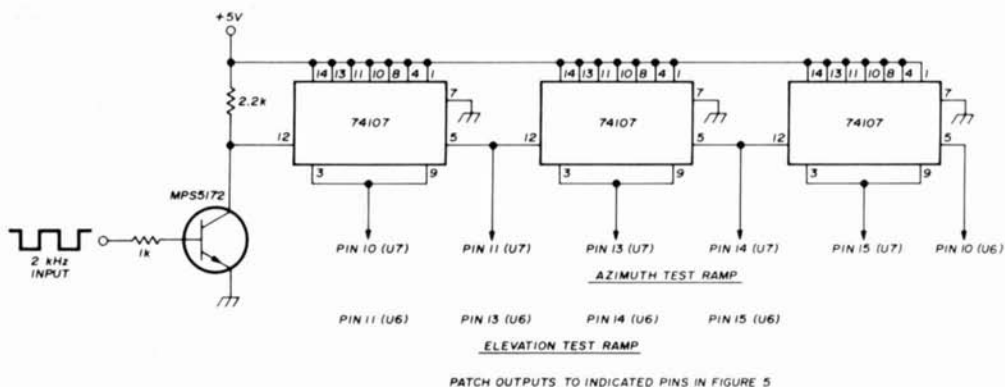 +5V
2.2k
14 13 11 10 8 4 1
7
74107
12
5
3
9
14 13 11 10 8 4 1
7
74107
12
5
3
9
14 13 11 10 8 4 1
7
74107
12
5
3
9
MPS5172
1k
2 kHz
INPUT
PIN 10 (U7) PIN 11 (U7) PIN 13 (U7) PIN 14 (U7) PIN 15 (U7) PIN 10 (U6)
AZIMUTH TEST RAMP
PIN 11 (U6) PIN 13 (U6) PIN 14 (U6) PIN 15 (U6)
ELEVATION TEST RAMP
PATCH OUTPUTS TO INDICATED PINS IN FIGURE 5